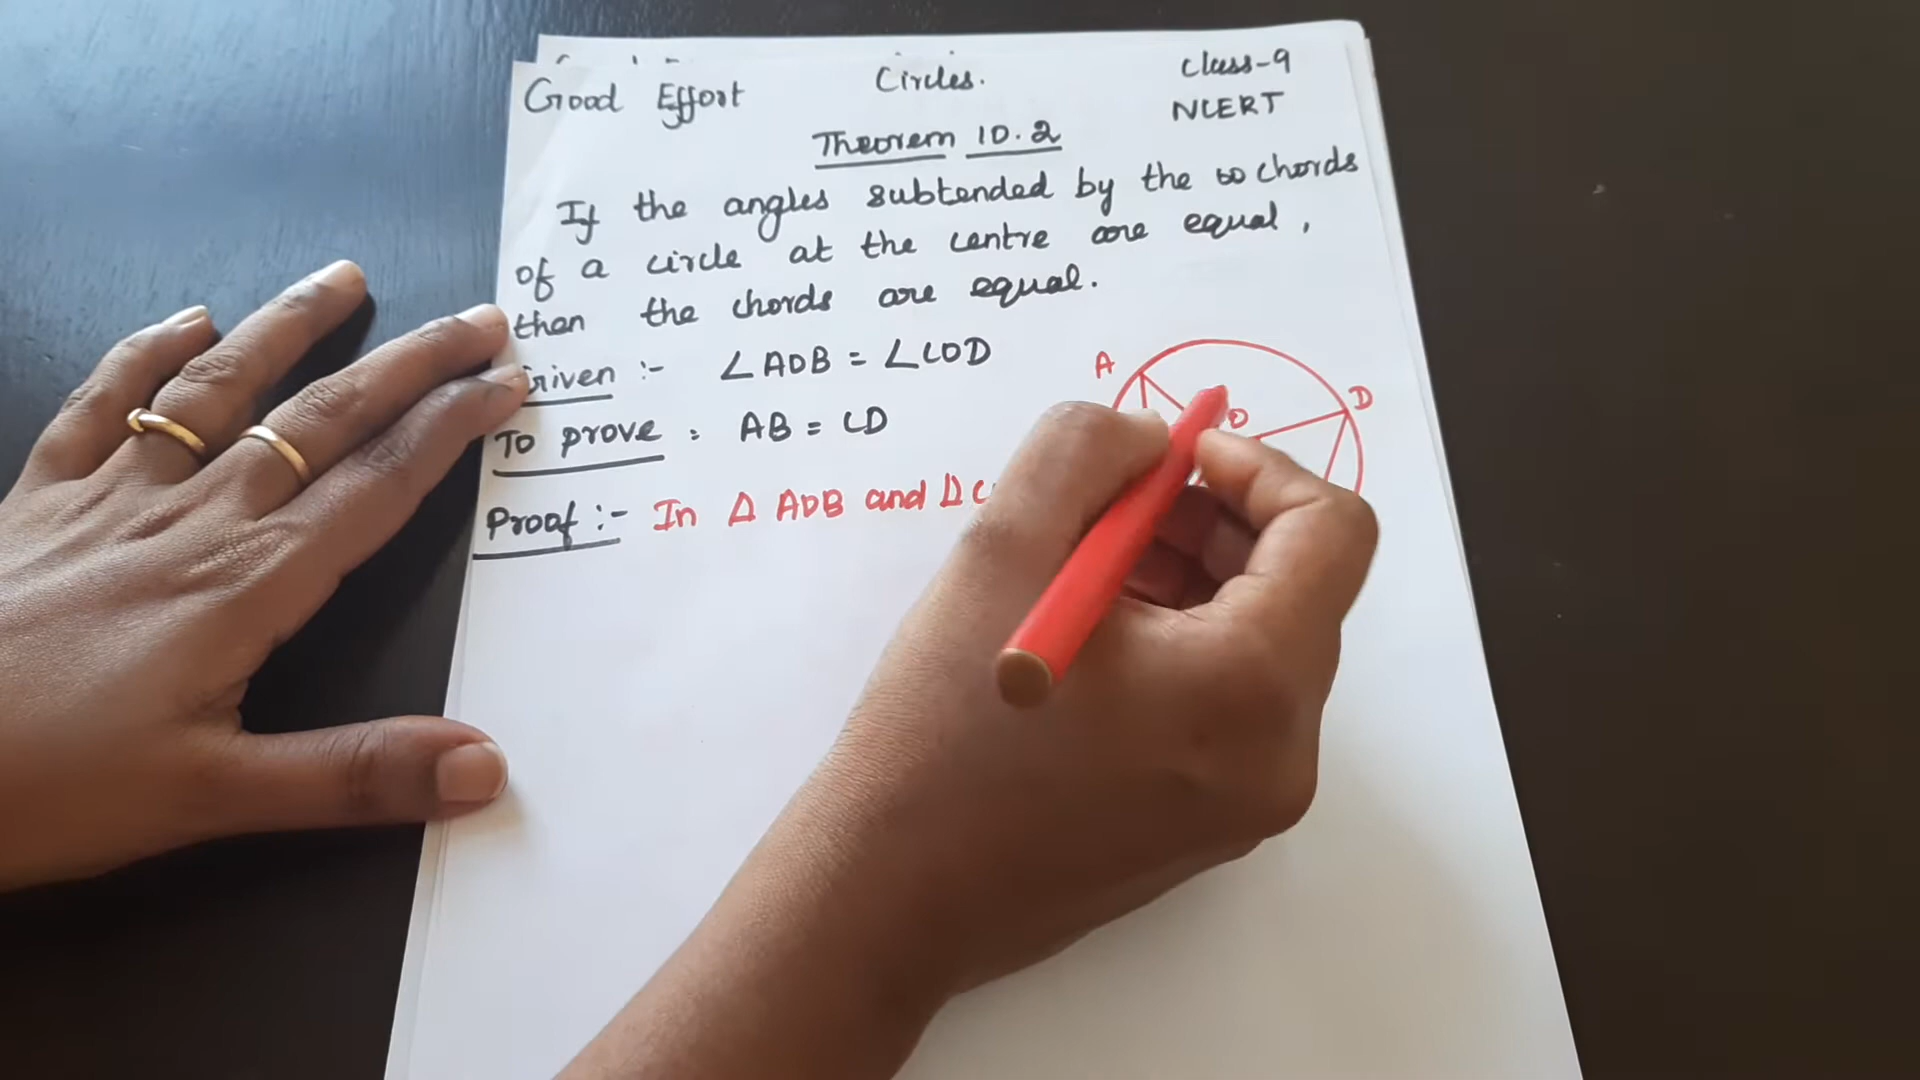 Good Effort Circles. Class-9
NCERT
Theorem 10.2
If the angles subtended by the to chords
of a circle at the centre are equal,
then the chords are equal.
Given :- ∠AOB = ∠COD
To prove : AB = CD
Proof :- In Δ AOB and Δ C
A
O
D